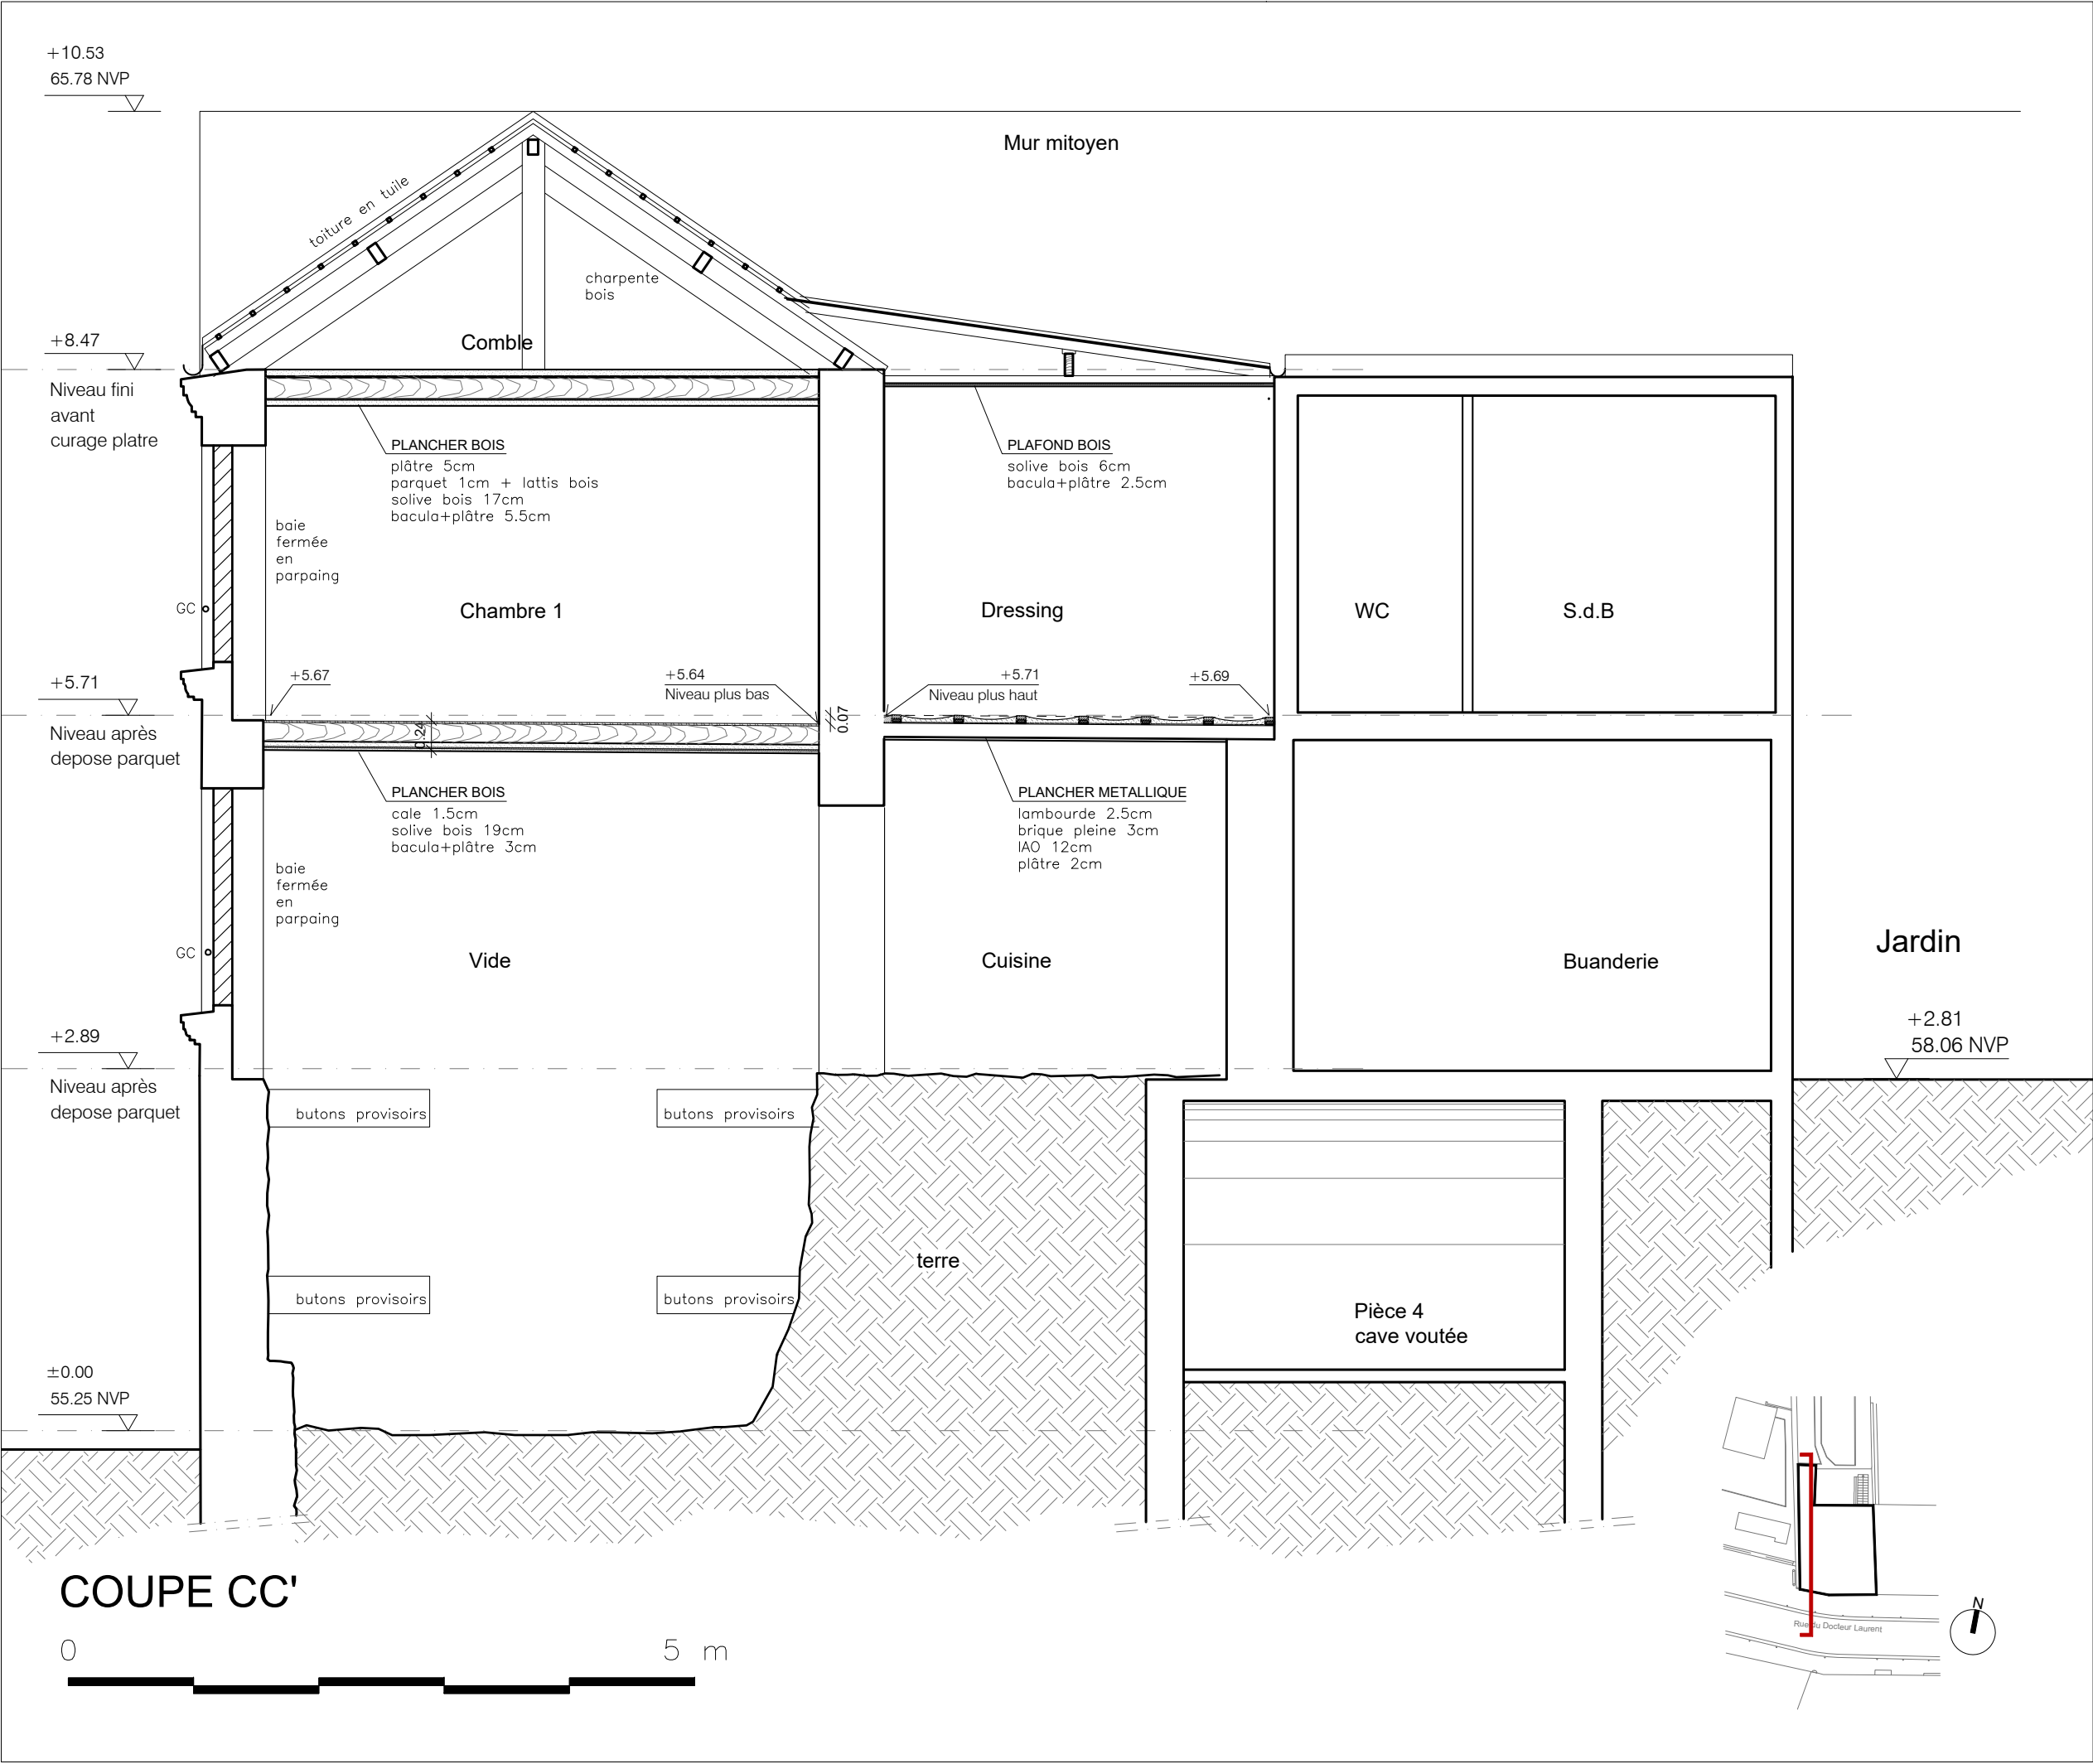 +10.53
65.78 NVP
Mur mitoyen
toiture en tuile
charpente
bois
Comble
+8.47
Niveau fini
avant
curage platre
PLANCHER BOIS
plâtre 5cm
parquet 1cm + lattis bois
solive bois 17cm
bacula+plâtre 5.5cm
PLAFOND BOIS
solive bois 6cm
bacula+plâtre 2.5cm
baie
fermée
en
parpaing
GC
Chambre 1
Dressing
WC
S.d.B
+5.71
Niveau après
depose parquet
+5.67
+5.64
Niveau plus bas
0.07
+5.71
Niveau plus haut
+5.69
0.24
PLANCHER BOIS
cale 1.5cm
solive bois 19cm
bacula+plâtre 3cm
PLANCHER METALLIQUE
lambourde 2.5cm
brique pleine 3cm
IAO 12cm
plâtre 2cm
baie
fermée
en
parpaing
GC
Vide
Cuisine
Buanderie
Jardin
+2.81
58.06 NVP
+2.89
Niveau après
depose parquet
butons provisoirs
butons provisoirs
terre
butons provisoirs
butons provisoirs
Pièce 4
cave voutée
±0.00
55.25 NVP
COUPE CC'
0 5 m
Rue du Docteur Laurent
N